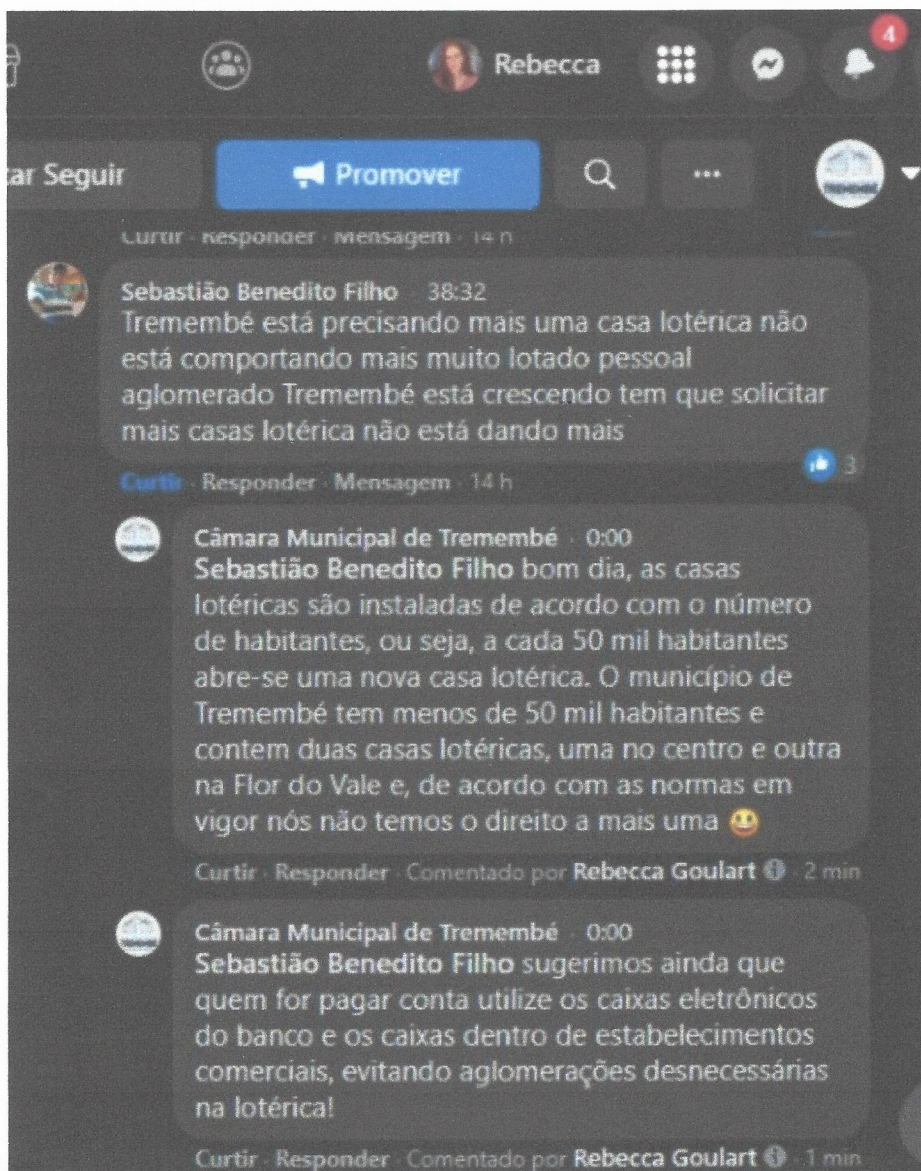 4
Rebecca
ar Seguir
Promover
Curtir · Responder · Mensagem · 14 h
Sebastião Benedito Filho · 38:32
Tremembé está precisando mais uma casa lotérica não
está comportando mais muito lotado pessoal
aglomerado Tremembé está crescendo tem que solicitar
mais casas lotérica não está dando mais
3
Curtir · Responder · Mensagem · 14 h
Câmara Municipal de Tremembé · 0:00
Sebastião Benedito Filho bom dia, as casas
lotéricas são instaladas de acordo com o número
de habitantes, ou seja, a cada 50 mil habitantes
abre-se uma nova casa lotérica. O município de
Tremembé tem menos de 50 mil habitantes e
contem duas casas lotéricas, uma no centro e outra
na Flor do Vale e, de acordo com as normas em
vigor nós não temos o direito a mais uma 😃
Curtir · Responder · Comentado por Rebecca Goulart · 2 min
Câmara Municipal de Tremembé · 0:00
Sebastião Benedito Filho sugerimos ainda que
quem for pagar conta utilize os caixas eletrônicos
do banco e os caixas dentro de estabelecimentos
comerciais, evitando aglomerações desnecessárias
na lotérica!
Curtir · Responder · Comentado por Rebecca Goulart · 1 min